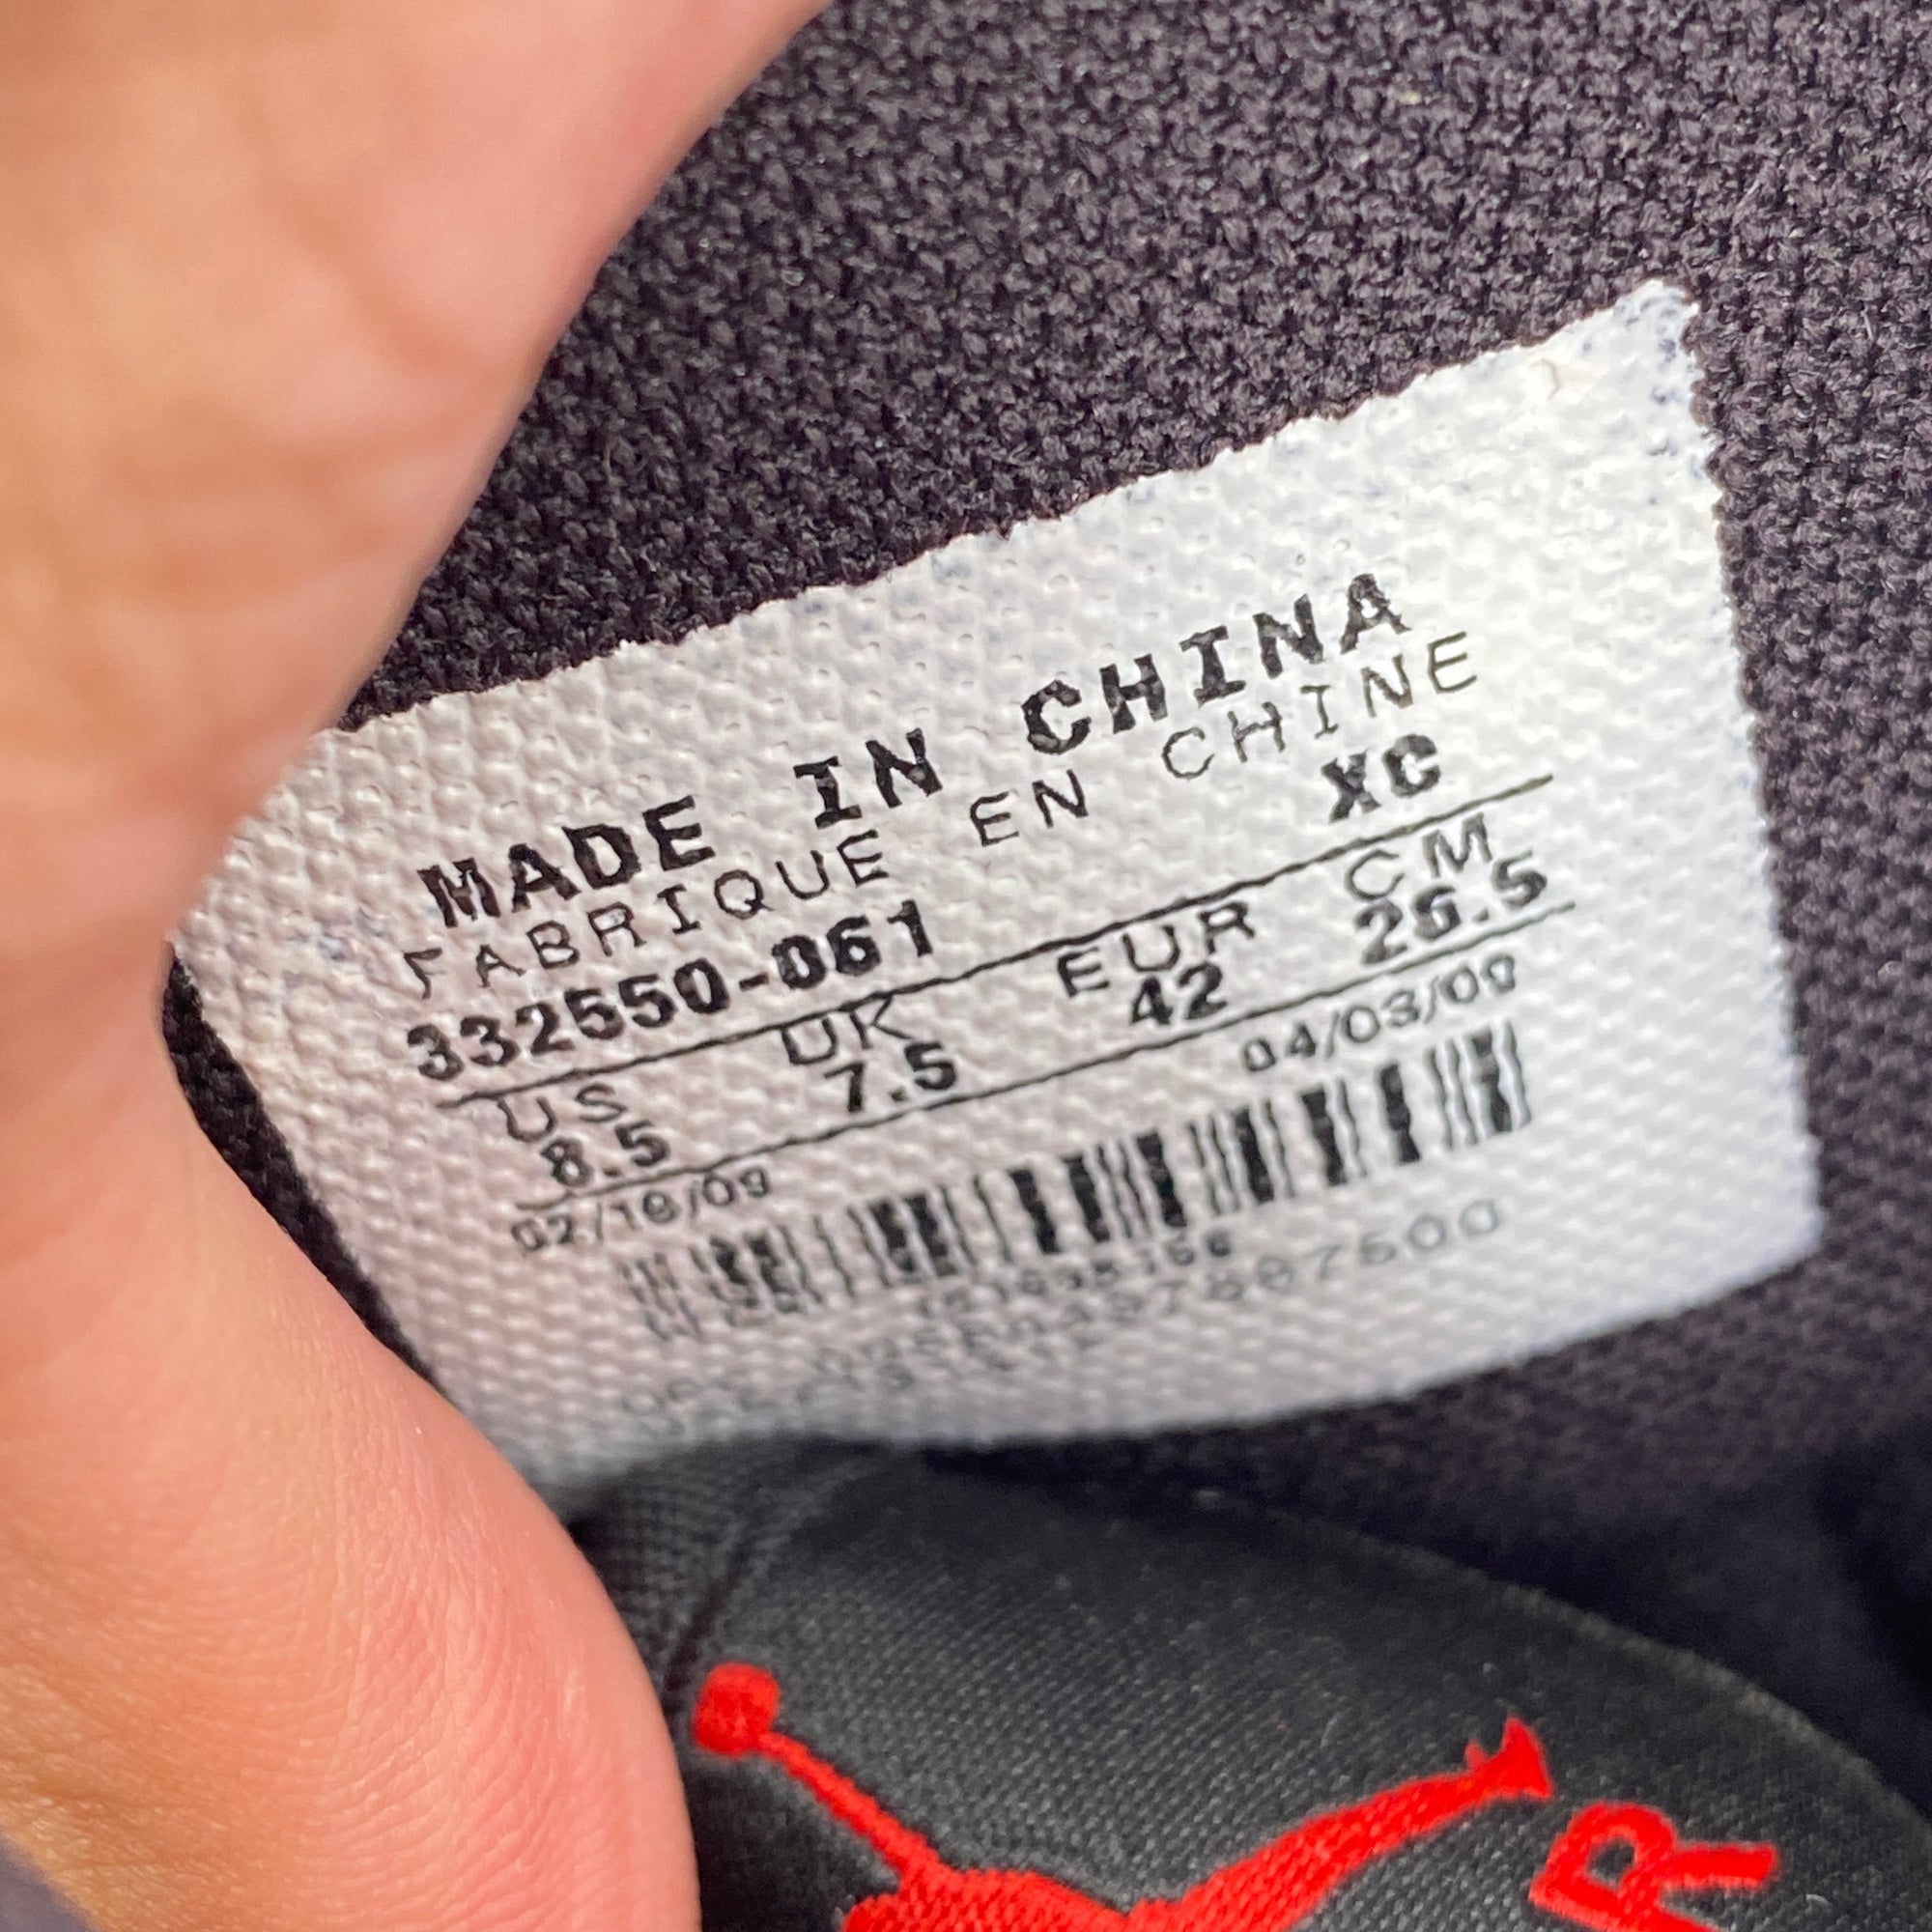 MADE IN CHINA
FABRIQUE EN CHINE
332550-061 XC
US UK EUR CM
8.5 7.5 42 26.5
02/18/09 04/03/09
R